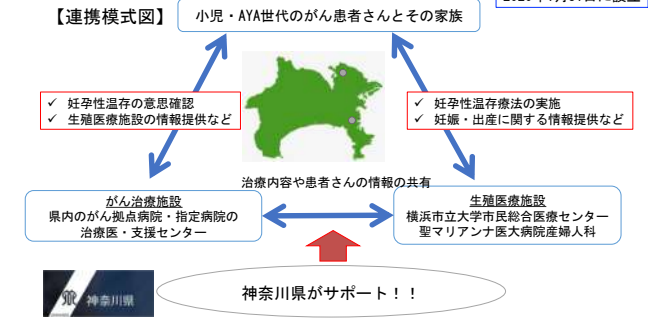 【連携模式図】
小児・AYA世代のがん患者さんとその家族
✓ 妊孕性温存の意思確認
✓ 生殖医療施設の情報提供など
✓ 妊孕性温存療法の実施
✓ 妊娠・出産に関する情報提供など
治療内容や患者さんの情報の共有
がん治療施設
県内のがん拠点病院・指定病院の
治療医・支援センター
生殖医療施設
横浜市立大学市民総合医療センター
聖マリアンナ医大病院産婦人科
神奈川県
神奈川県がサポート！！